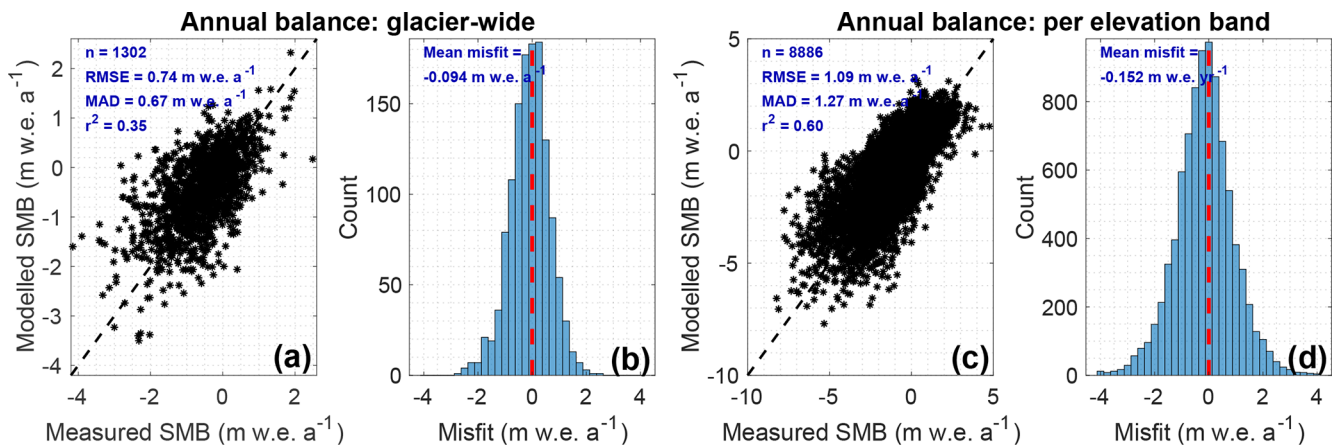 Annual balance: glacier-wide
Annual balance: per elevation band
n = 1302
RMSE = 0.74 m w.e. a⁻¹
MAD = 0.67 m w.e. a⁻¹
r² = 0.35
2
1
0
-1
-2
-3
-4
-4
-2
0
2
Modelled SMB (m w.e. a⁻¹)
Measured SMB (m w.e. a⁻¹)
(a)
Mean misfit =
-0.094 m w.e. a⁻¹
150
100
50
0
-4
-2
0
2
4
Count
Misfit (m w.e. a⁻¹)
(b)
n = 8886
RMSE = 1.09 m w.e. a⁻¹
MAD = 1.27 m w.e. a⁻¹
r² = 0.60
5
0
-5
-10
-10
-5
0
5
Modelled SMB (m w.e. a⁻¹)
Measured SMB (m w.e. a⁻¹)
(c)
Mean misfit =
-0.152 m w.e. yr⁻¹
800
600
400
200
0
-4
-2
0
2
4
Count
Misfit (m w.e. a⁻¹)
(d)